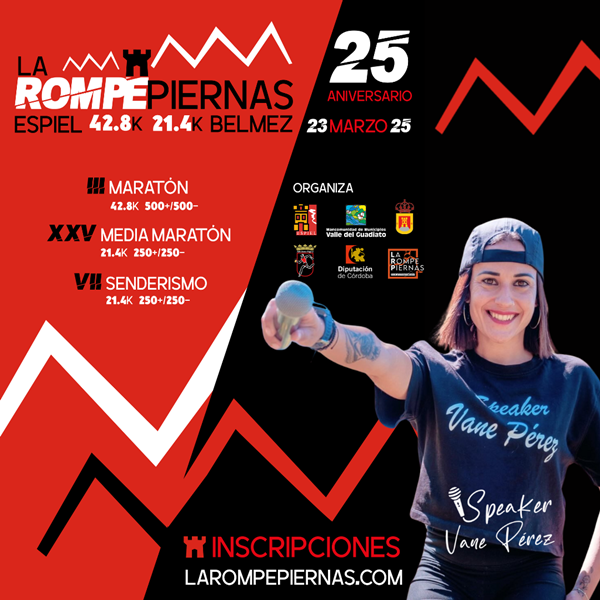 LA
ROMPEPIERNAS
ESPIEL 42.8K 21.4K BELMEZ
25
ANIVERSARIO
23 MARZO 25
III MARATÓN
42.8K 500+/500-
XXV MEDIA MARATÓN
21.4K 250+/250-
VII SENDERISMO
21.4K 250+/250-
ORGANIZA
ESPIEL
Mancomunidad de Municipios
Valle del Guadiato
Diputación
de Córdoba
LA
ROMPE
PIERNAS
Speaker
Vane Pérez
Speaker
Vane Pérez
INSCRIPCIONES
LAROMPEPIERNAS.COM